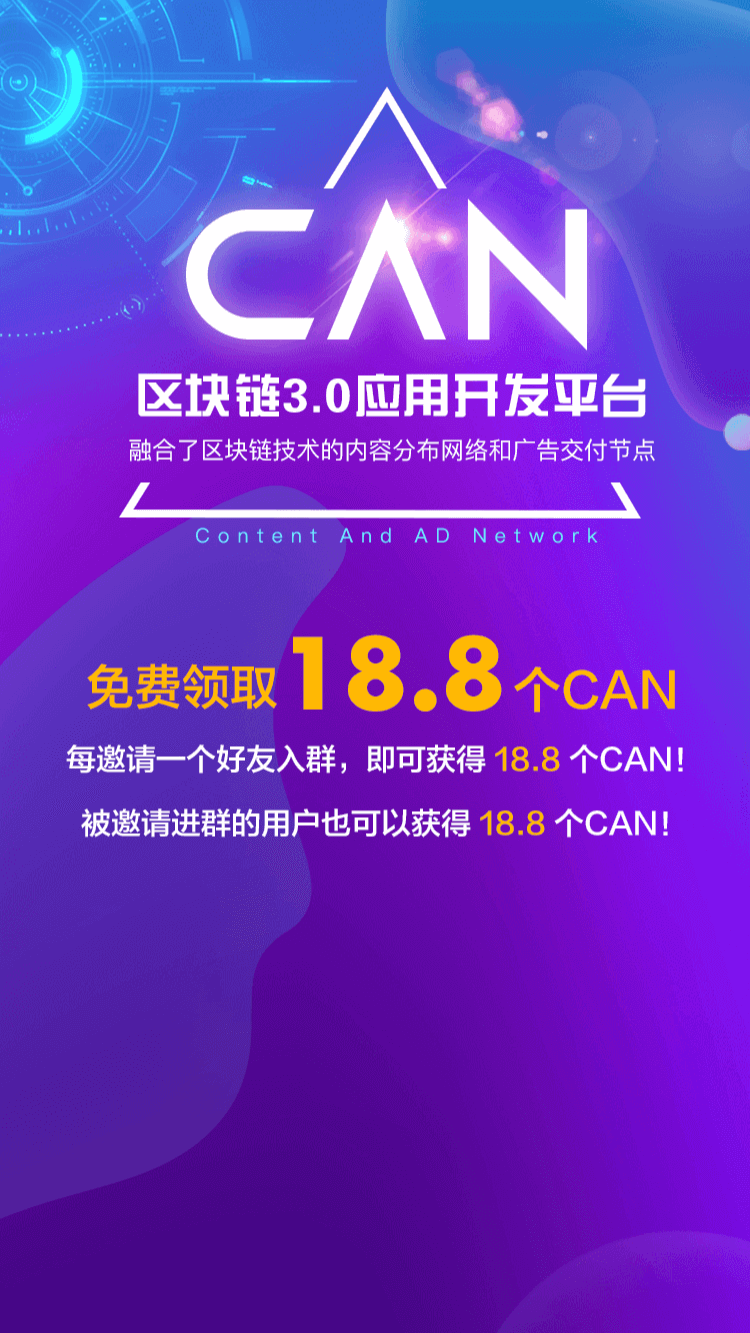 CAN
区块链3.0应用开发平台
融合了区块链技术的内容分布网络和广告交付节点
Content And AD Network
免费领取18.8个CAN
每邀请一个好友入群，即可获得 18.8 个CAN！
被邀请进群的用户也可以获得 18.8 个CAN！